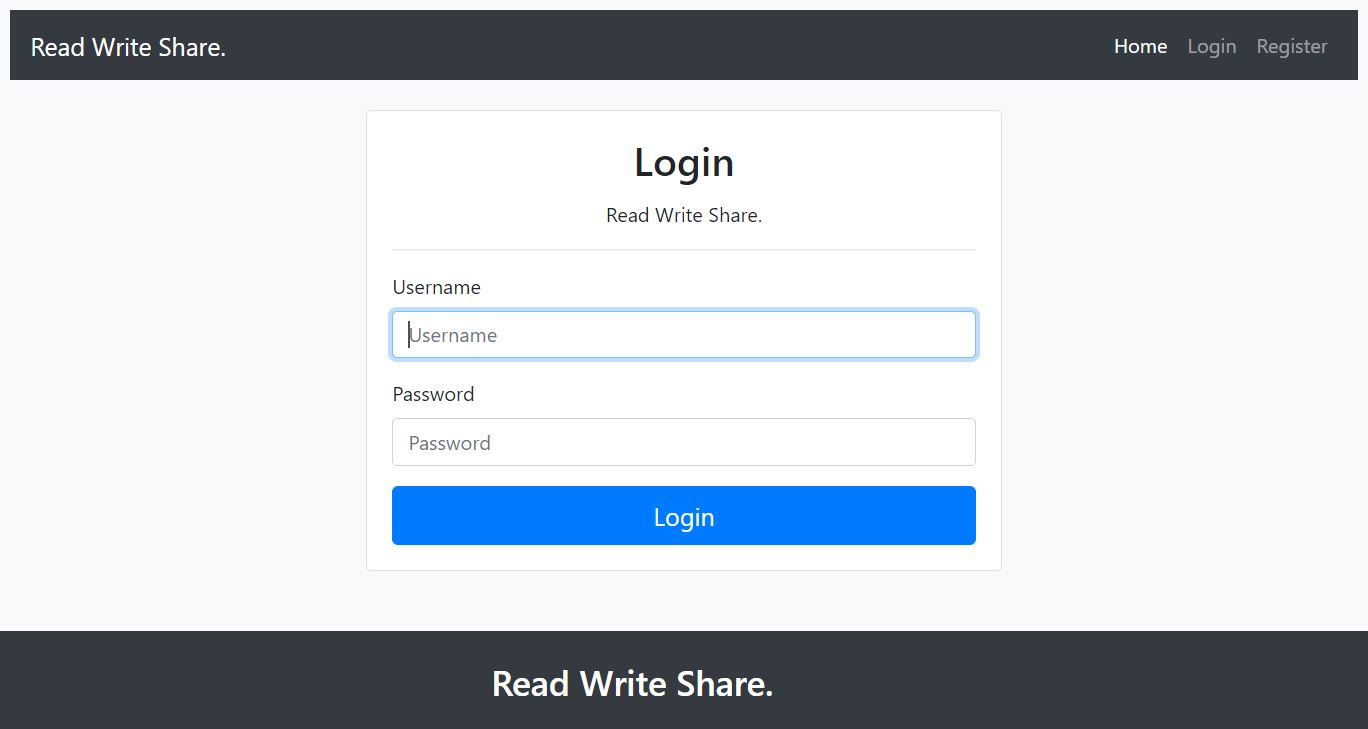 Read Write Share.
Home Login Register
Login
Read Write Share.
Username
Username
Password
Password
Login
Read Write Share.